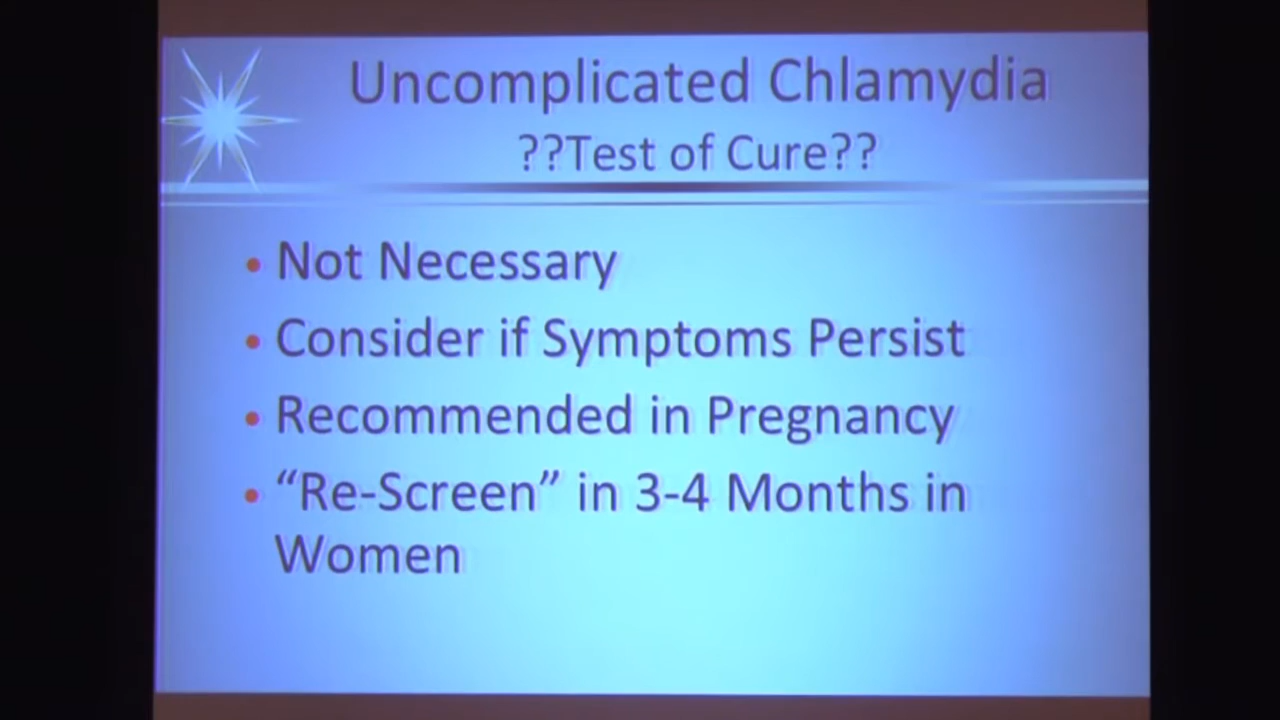 Uncomplicated Chlamydia
??Test of Cure??
• Not Necessary
• Consider if Symptoms Persist
• Recommended in Pregnancy
• “Re-Screen” in 3-4 Months in
Women